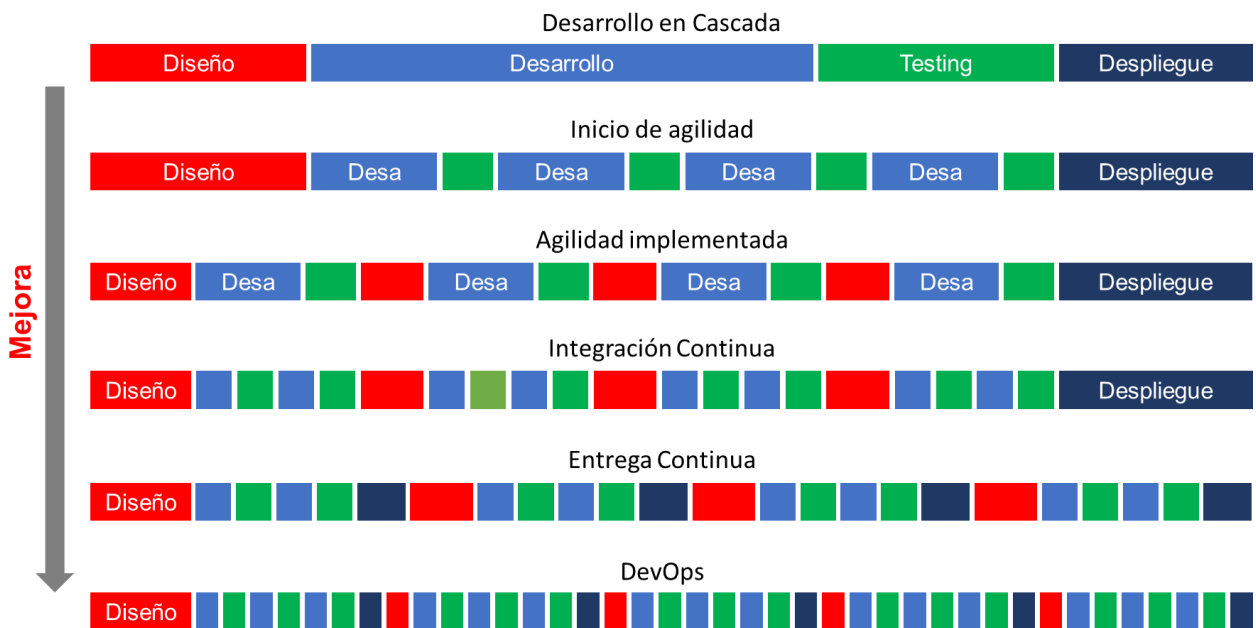 Desarrollo en Cascada
Diseño Desarrollo Testing Despliegue
Inicio de agilidad
Diseño Desa Desa Desa Desa Despliegue
Agilidad implementada
Diseño Desa Desa Desa Desa Despliegue
Mejora
Integración Continua
Diseño Despliegue
Entrega Continua
Diseño
DevOps
Diseño